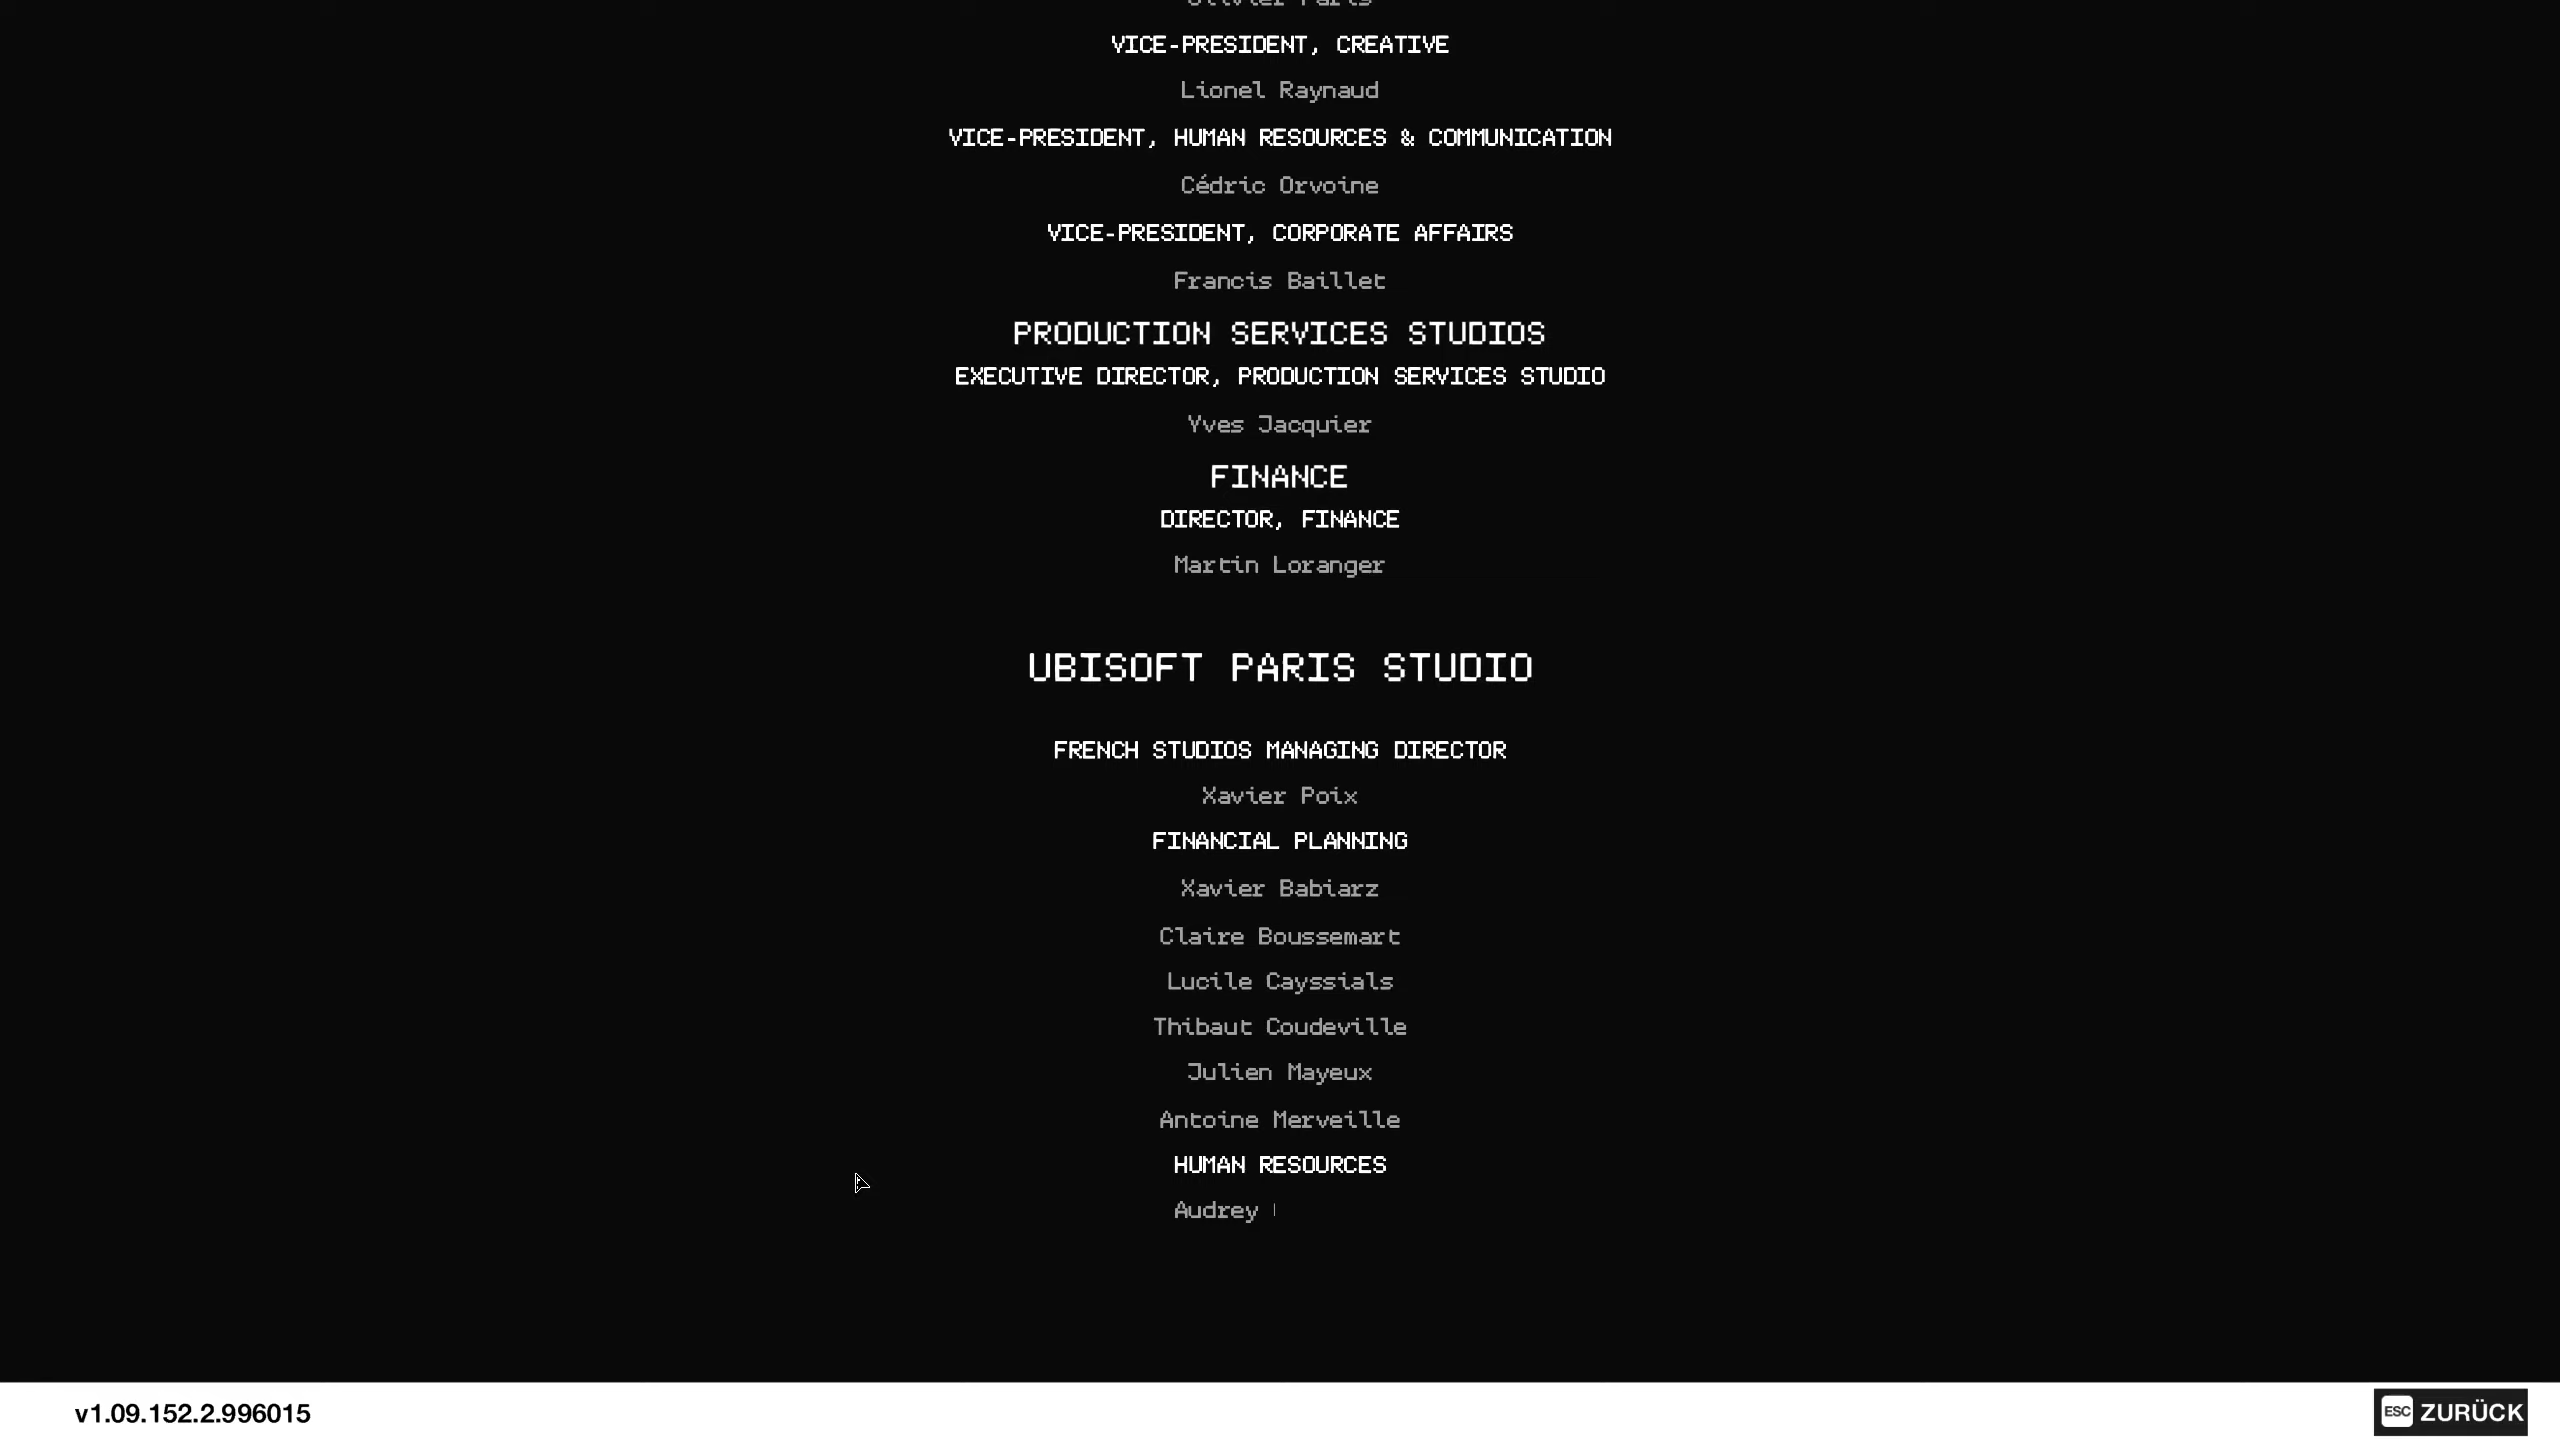 Olivier Paris
VICE-PRESIDENT, CREATIVE
Lionel Raynaud
VICE-PRESIDENT, HUMAN RESOURCES & COMMUNICATION
Cédric Orvoine
VICE-PRESIDENT, CORPORATE AFFAIRS
Francis Baillet
PRODUCTION SERVICES STUDIOS
EXECUTIVE DIRECTOR, PRODUCTION SERVICES STUDIO
Yves Jacquier
FINANCE
DIRECTOR, FINANCE
Martin Loranger
UBISOFT PARIS STUDIO
FRENCH STUDIOS MANAGING DIRECTOR
Xavier Poix
FINANCIAL PLANNING
Xavier Babiarz
Claire Boussemart
Lucile Cayssials
Thibaut Coudeville
Julien Mayeux
Antoine Merveille
HUMAN RESOURCES
Audrey
v1.09.152.2.996015
ESC ZURÜCK